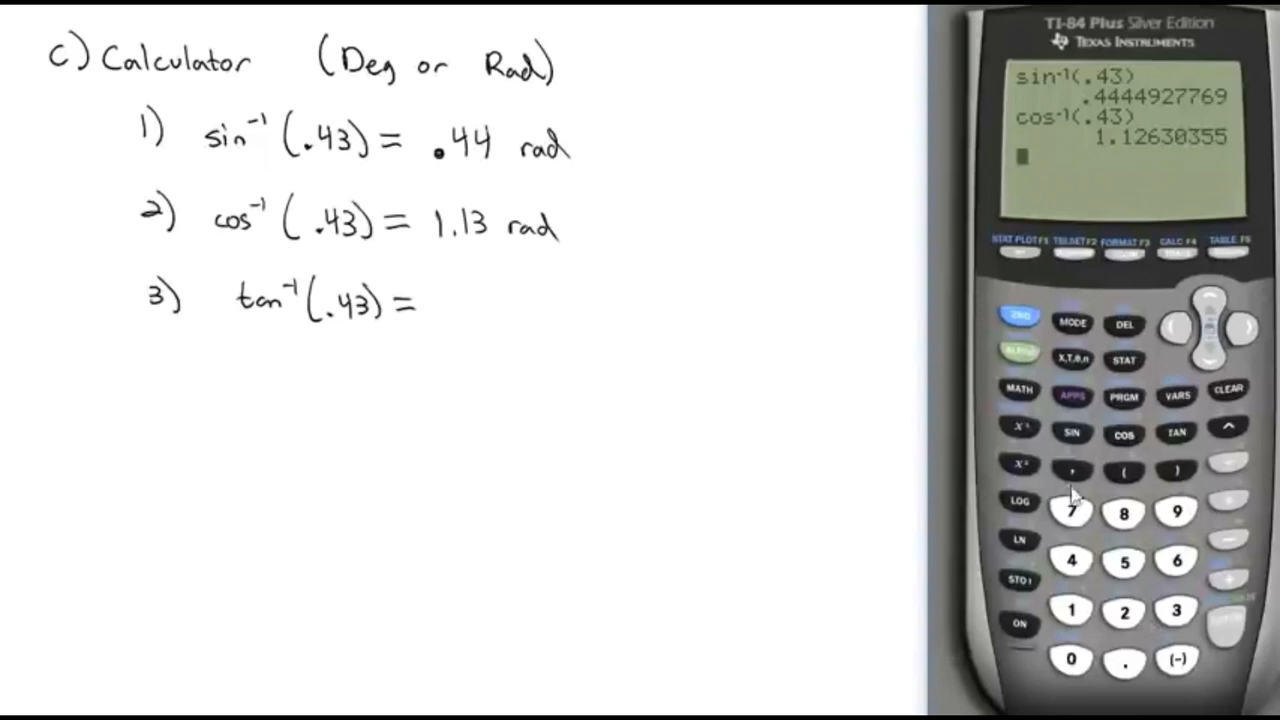 c) Calculator (Deg or Rad)
1) sin⁻¹(.43) = .44 rad
2) cos⁻¹(.43) = 1.13 rad
3) tan⁻¹(.43) =
TI-84 Plus Silver Edition
TEXAS INSTRUMENTS
sin⁻¹(.43)
.4444927769
cos⁻¹(.43)
1.12630355
STAT PLOT F1 TBLSET F2 FORMAT F3 CALC F4 TABLE F5
2ND MODE DEL
X,T,θ,n STAT
MATH APPS PRGM VARS CLEAR
SIN COS TAN ^
X² , ( )
LOG 7 8 9
LN 4 5 6
STO 1 2 3
ON 0 . (-)